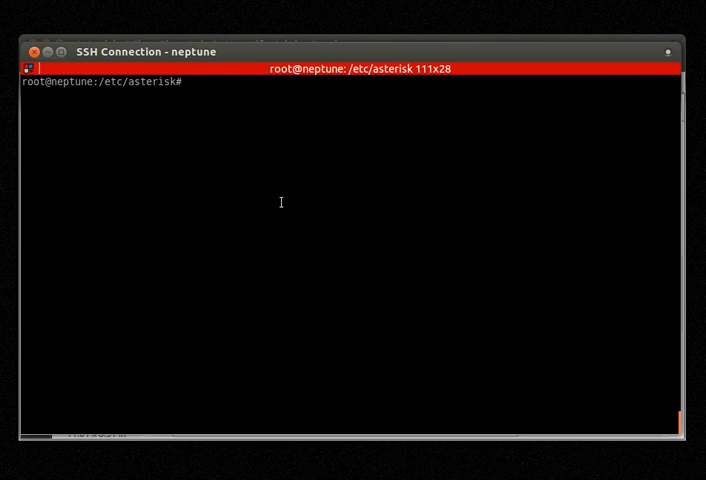 SSH Connection - neptune
root@neptune: /etc/asterisk 111x28
root@neptune:/etc/asterisk#